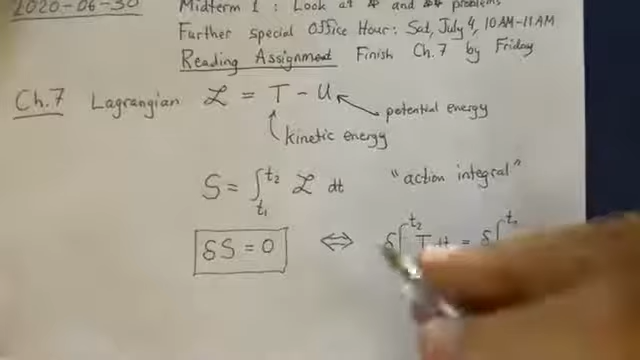 2020-06-30
Midterm 1 : Look at * and ** problems
Further special Office Hour: Sat, July 4, 10AM-11AM
Reading Assignment Finish Ch.7 by Friday
Ch.7 Lagrangian ℒ = T - U
potential energy
kinetic energy
S = ∫_{t₁}^{t₂} ℒ dt "action integral"
δS = 0 ⇔ δ∫^{t₂} T dt = δ∫